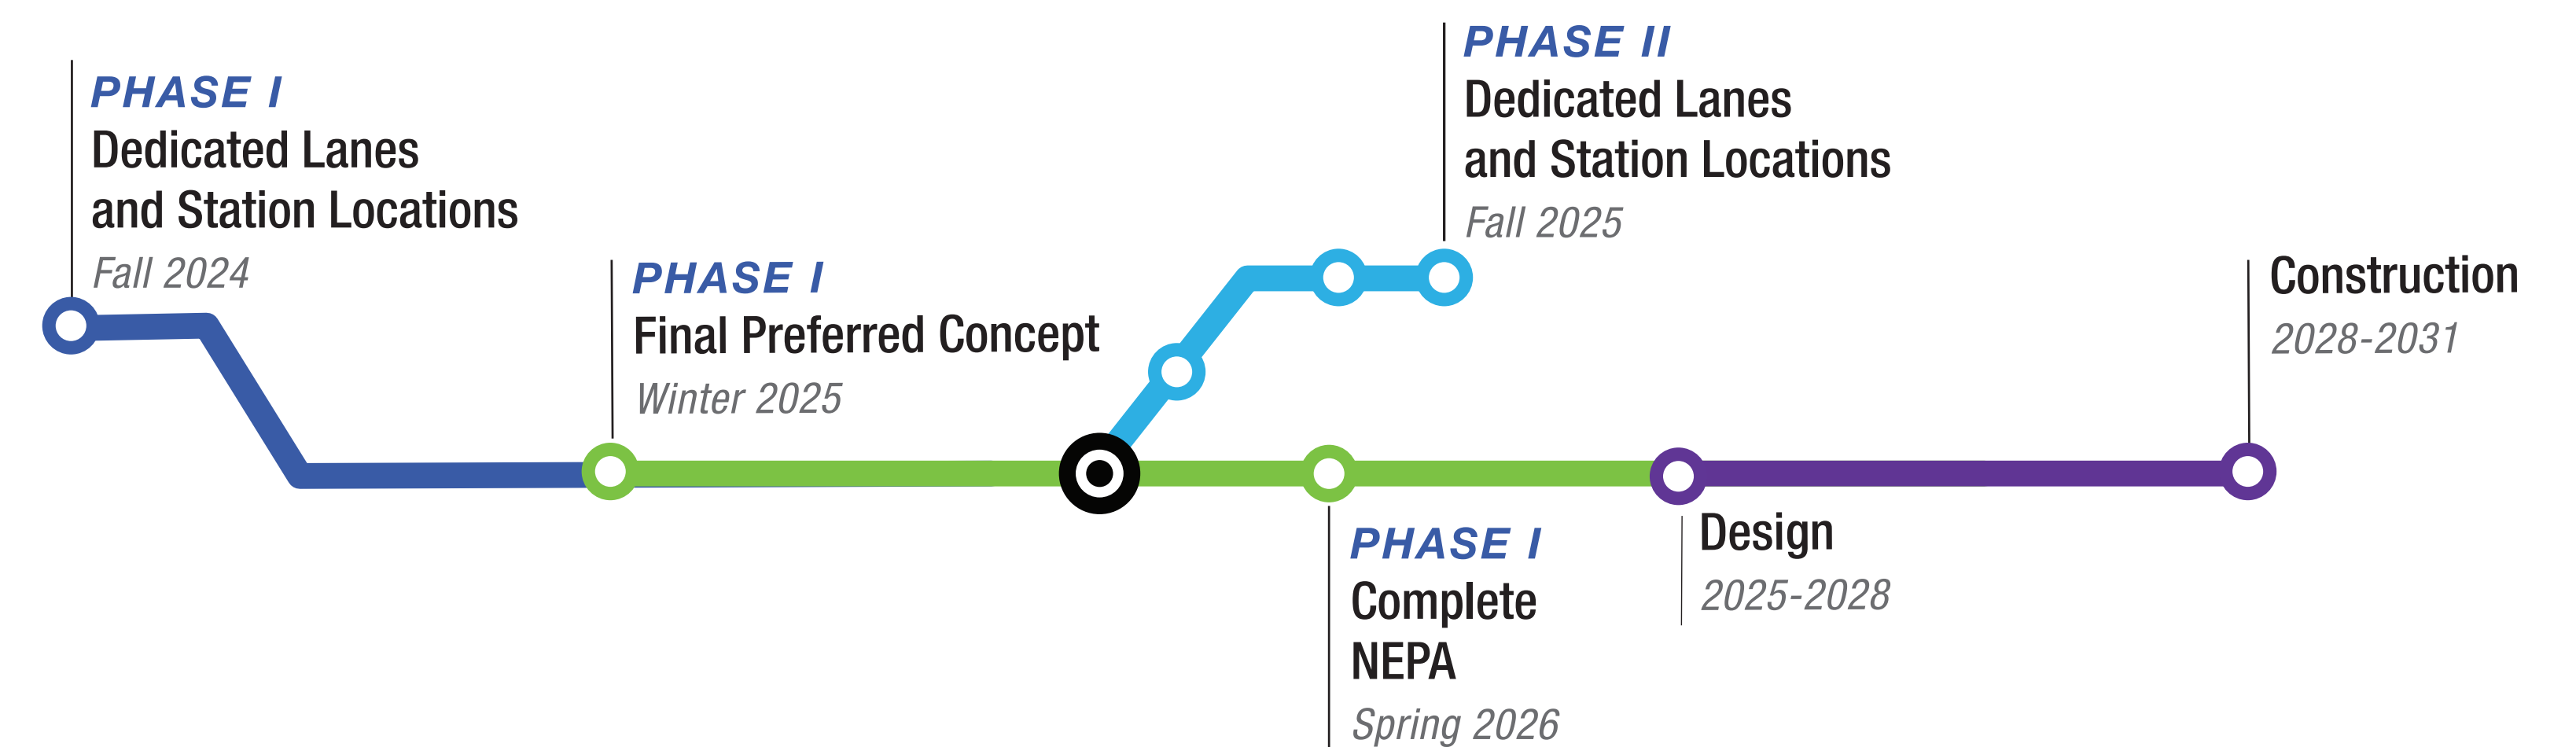 PHASE I
Dedicated Lanes
and Station Locations
Fall 2024
PHASE I
Final Preferred Concept
Winter 2025
PHASE II
Dedicated Lanes
and Station Locations
Fall 2025
PHASE I
Complete
NEPA
Spring 2026
Design
2025-2028
Construction
2028-2031